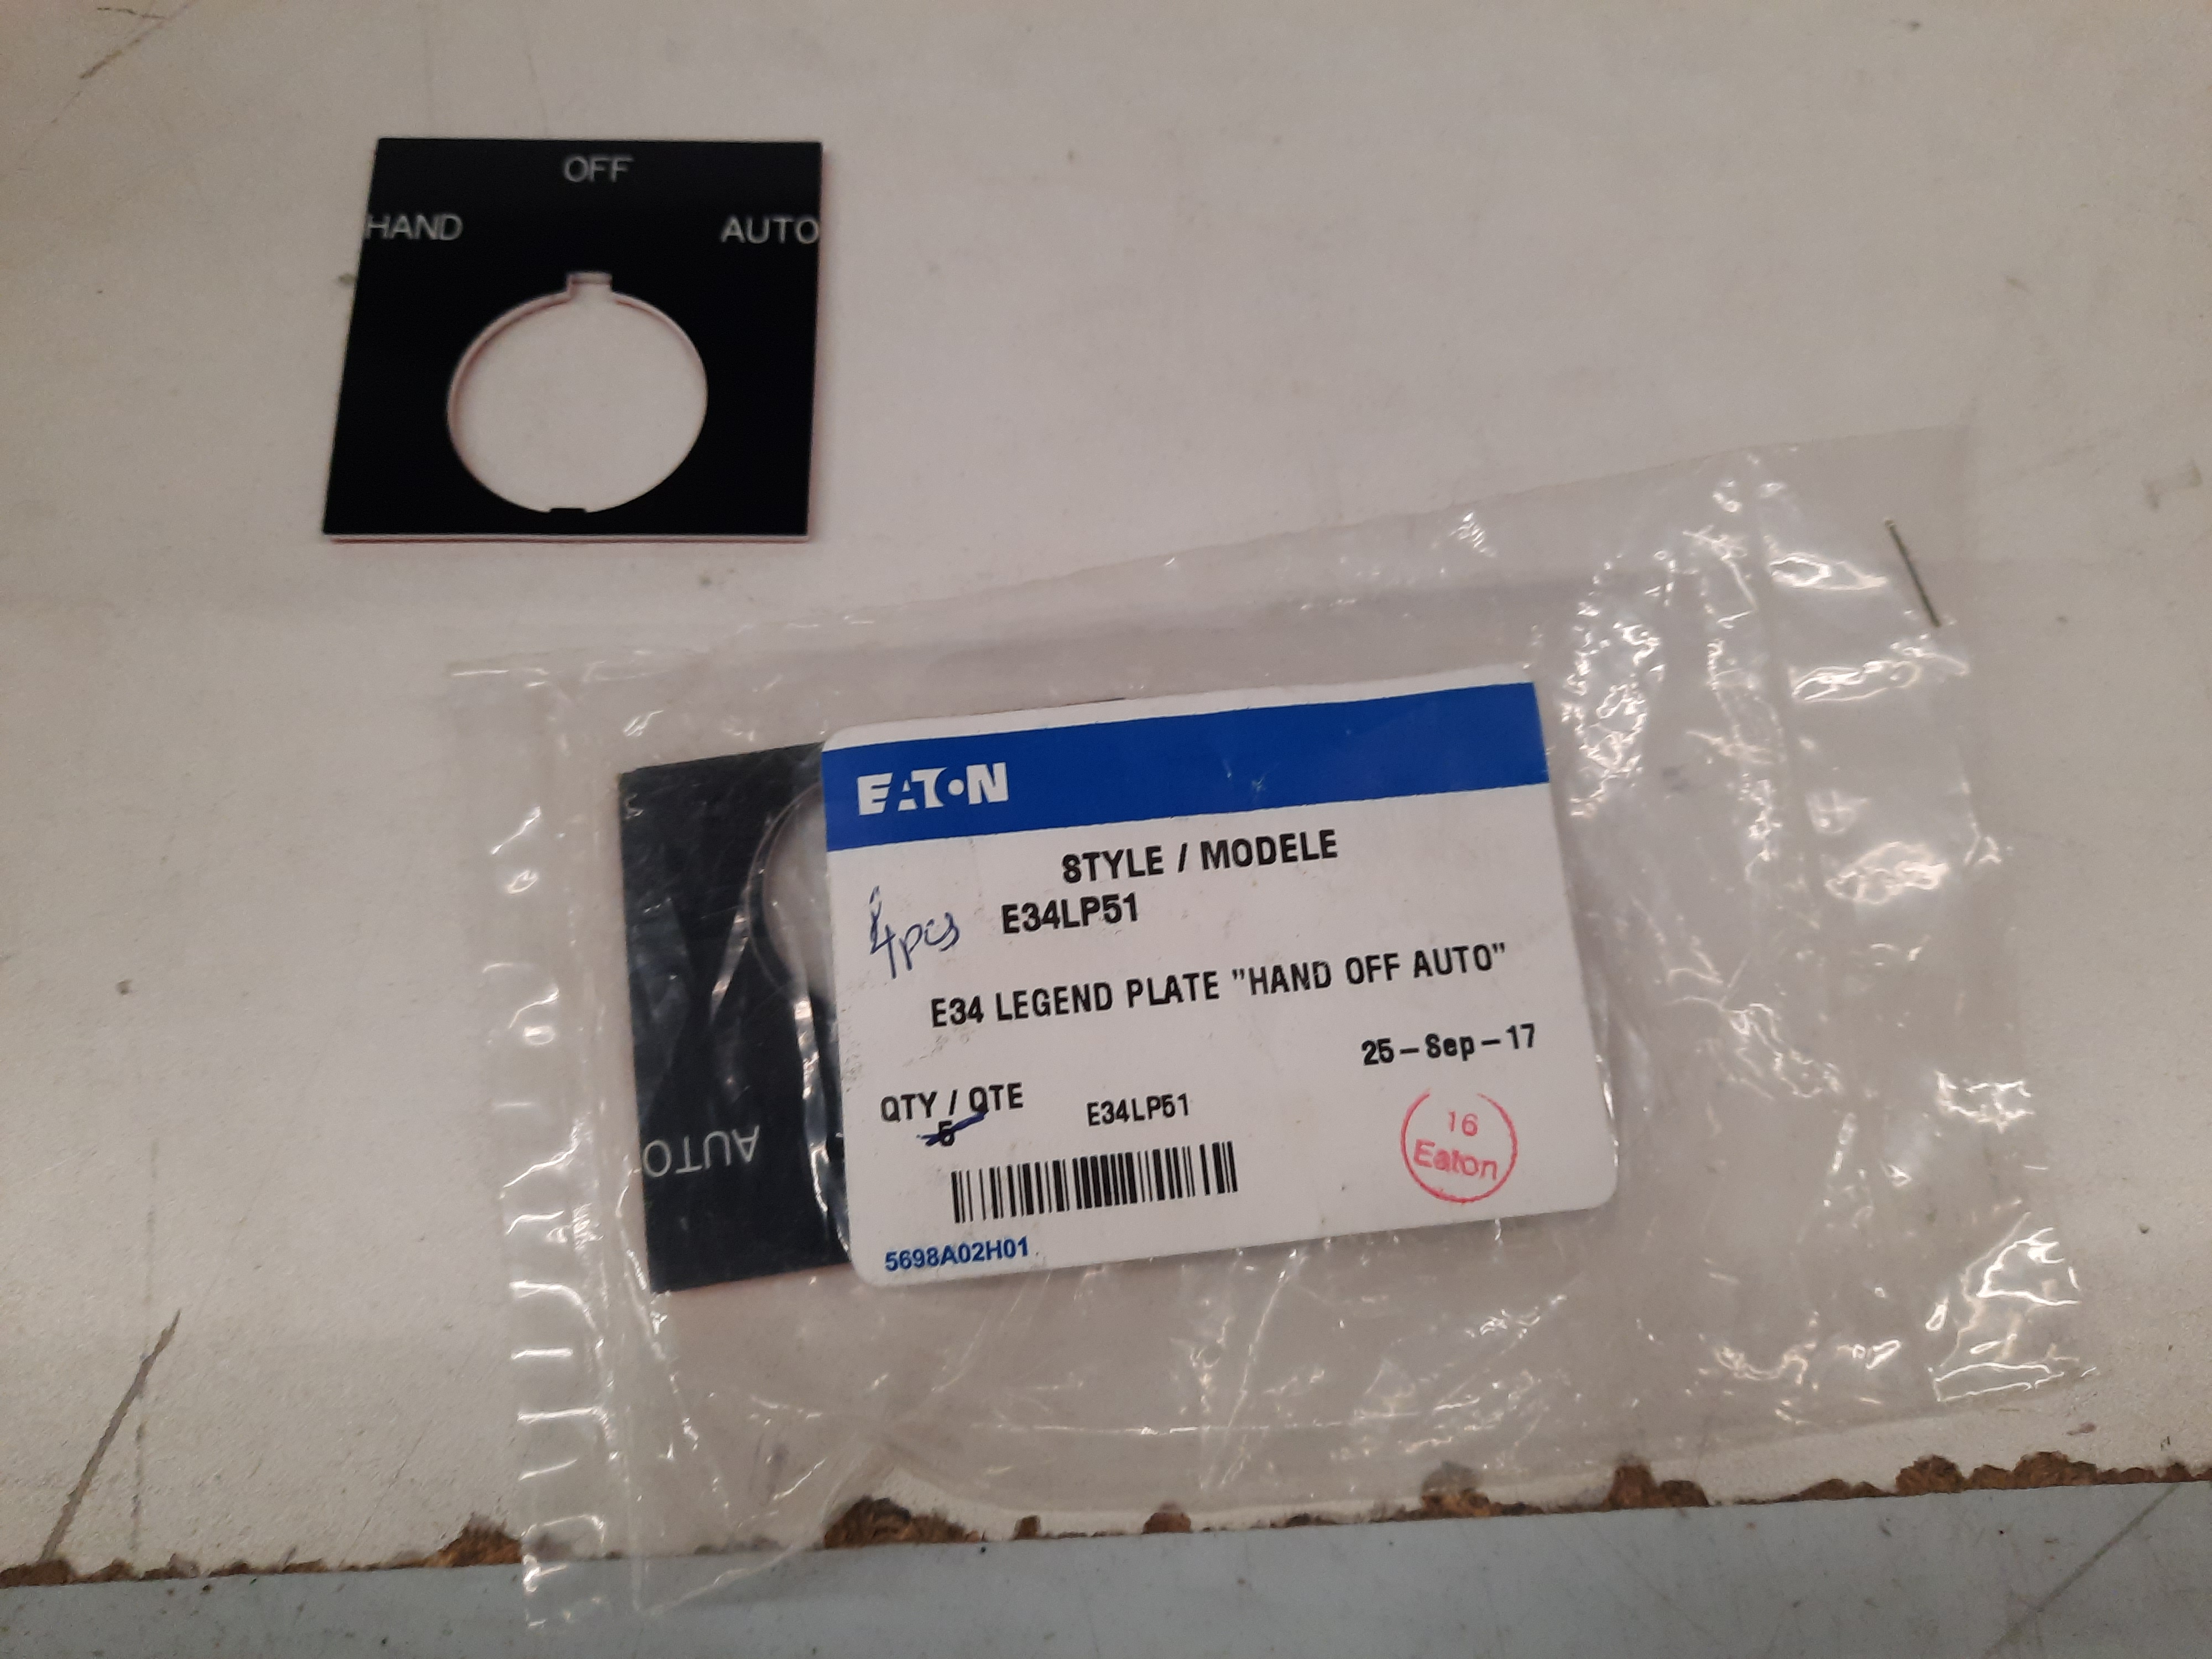 OFF
HAND AUTO
EATON
STYLE / MODELE
4pcs E34LP51
E34 LEGEND PLATE "HAND OFF AUTO"
25-Sep-17
QTY / QTE E34LP51
5
16
Eaton
AUTO
5698A02H01